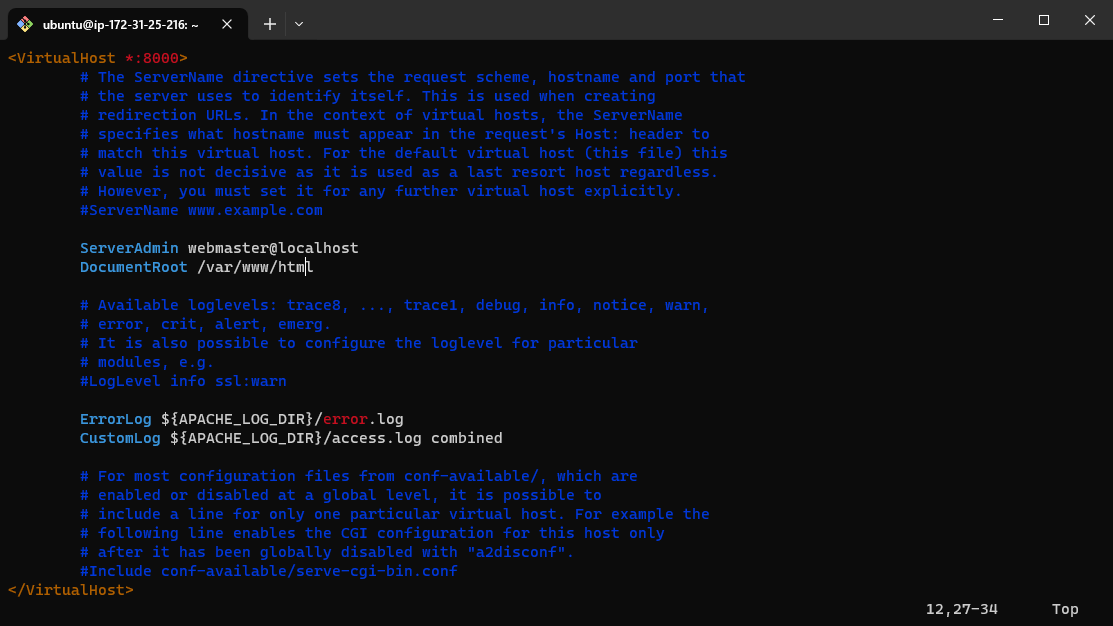 ubuntu@ip-172-31-25-216: ~
<VirtualHost *:8000>
# The ServerName directive sets the request scheme, hostname and port that
# the server uses to identify itself. This is used when creating
# redirection URLs. In the context of virtual hosts, the ServerName
# specifies what hostname must appear in the request's Host: header to
# match this virtual host. For the default virtual host (this file) this
# value is not decisive as it is used as a last resort host regardless.
# However, you must set it for any further virtual host explicitly.
#ServerName www.example.com
ServerAdmin webmaster@localhost
DocumentRoot /var/www/html
# Available loglevels: trace8, ..., trace1, debug, info, notice, warn,
# error, crit, alert, emerg.
# It is also possible to configure the loglevel for particular
# modules, e.g.
#LogLevel info ssl:warn
ErrorLog ${APACHE_LOG_DIR}/error.log
CustomLog ${APACHE_LOG_DIR}/access.log combined
# For most configuration files from conf-available/, which are
# enabled or disabled at a global level, it is possible to
# include a line for only one particular virtual host. For example the
# following line enables the CGI configuration for this host only
# after it has been globally disabled with "a2disconf".
#Include conf-available/serve-cgi-bin.conf
</VirtualHost>
12,27-34 Top